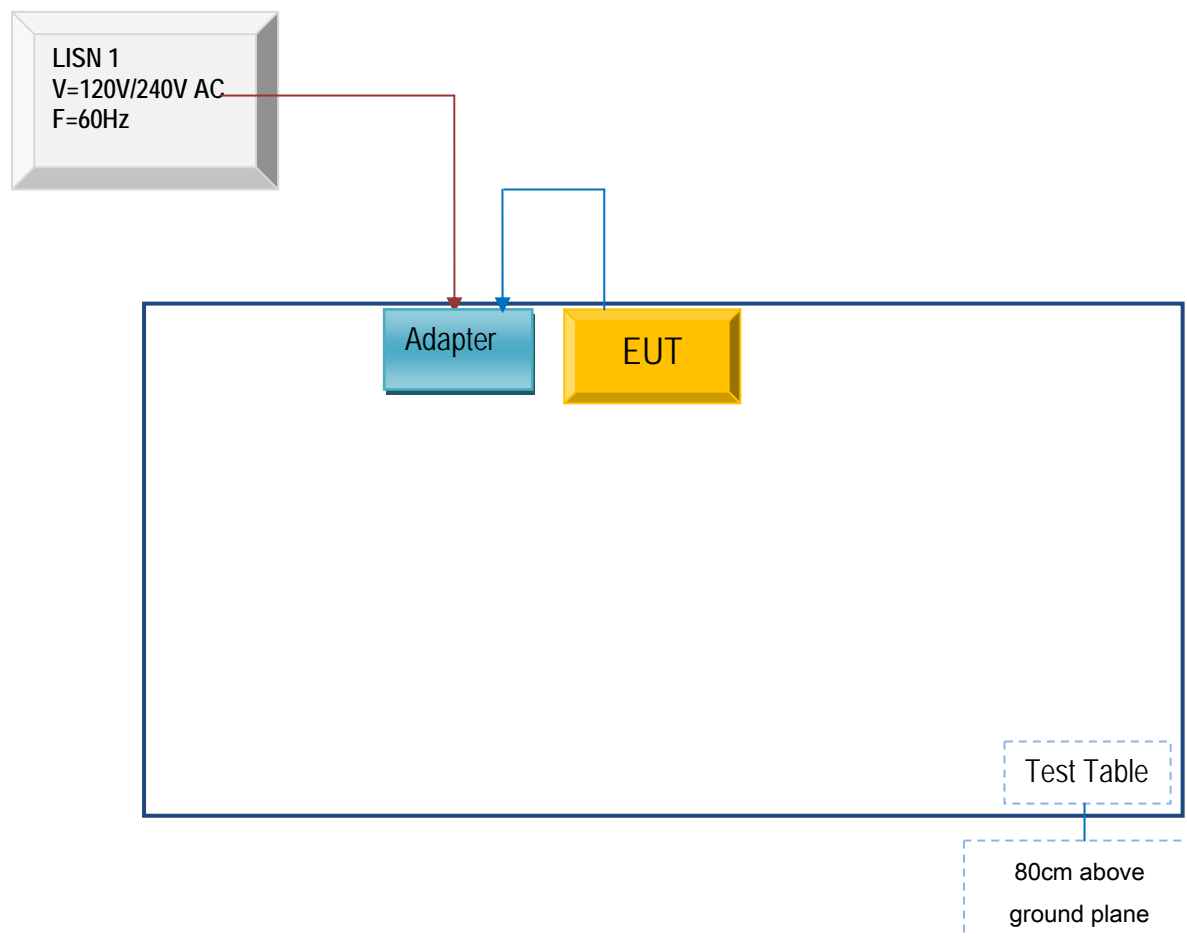 LISN 1
V=120V/240V AC
F=60Hz
Adapter
EUT
Test Table
80cm above
ground plane